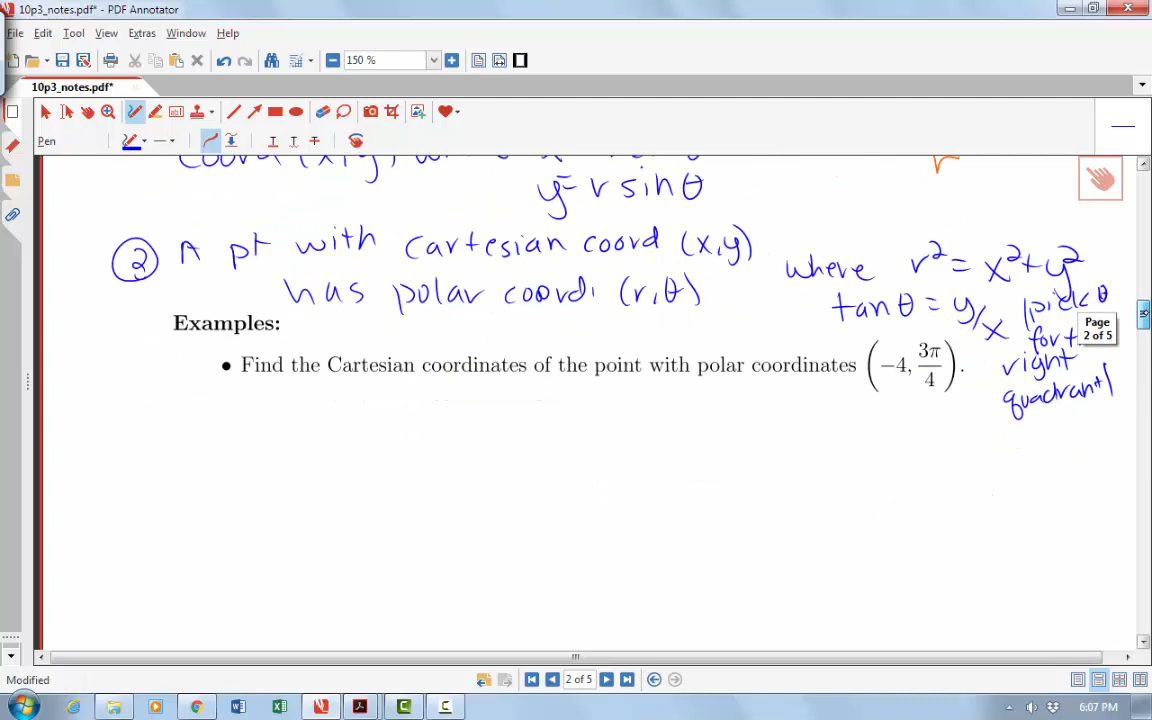 10p3_notes.pdf* - PDF Annotator
File Edit Tool View Extras Window Help
150 %
10p3_notes.pdf*
Pen
coord (x,y)
r
y = r sin θ
② A pt with Cartesian coord (x,y)
has polar coord. (r,θ)
where r² = x²+y²
tan θ = y/x pick θ
for t
right
quadrant
Page
2 of 5
Examples:
• Find the Cartesian coordinates of the point with polar coordinates (−4, 3π/4).
Modified
2 of 5
6:07 PM